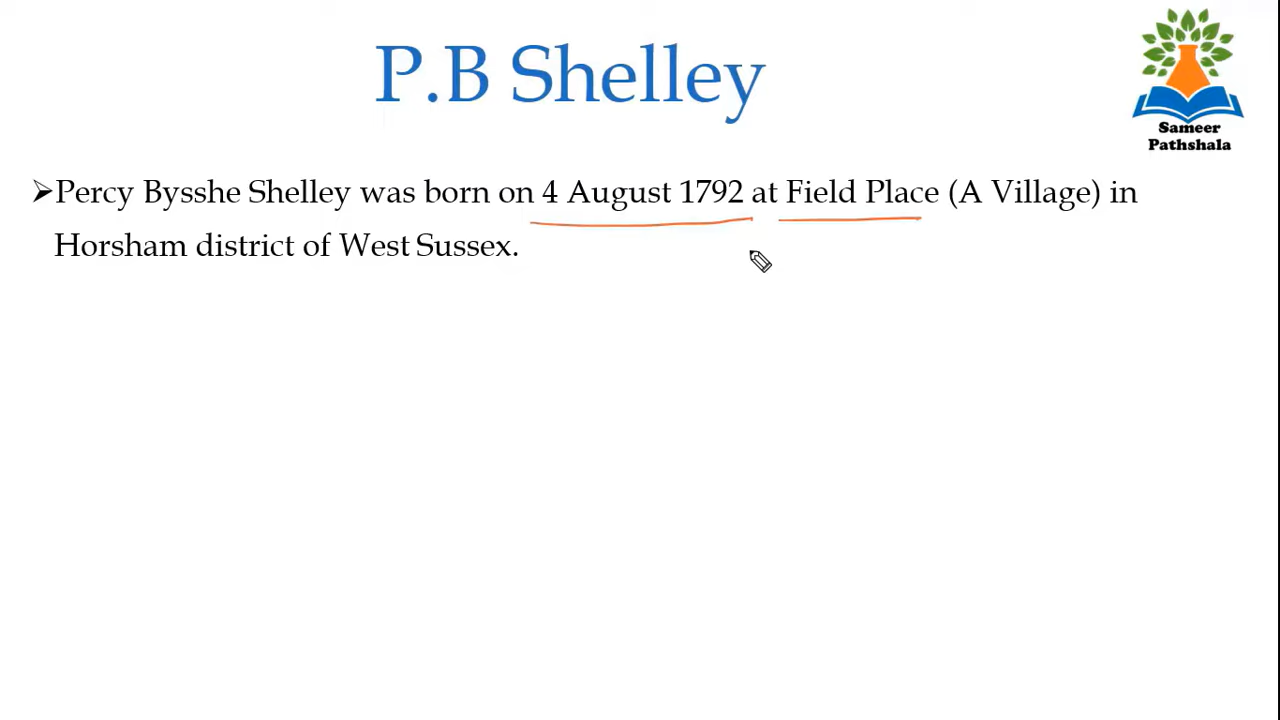 P.B Shelley
Sameer
Pathshala
➢Percy Bysshe Shelley was born on 4 August 1792 at Field Place (A Village) in
Horsham district of West Sussex.